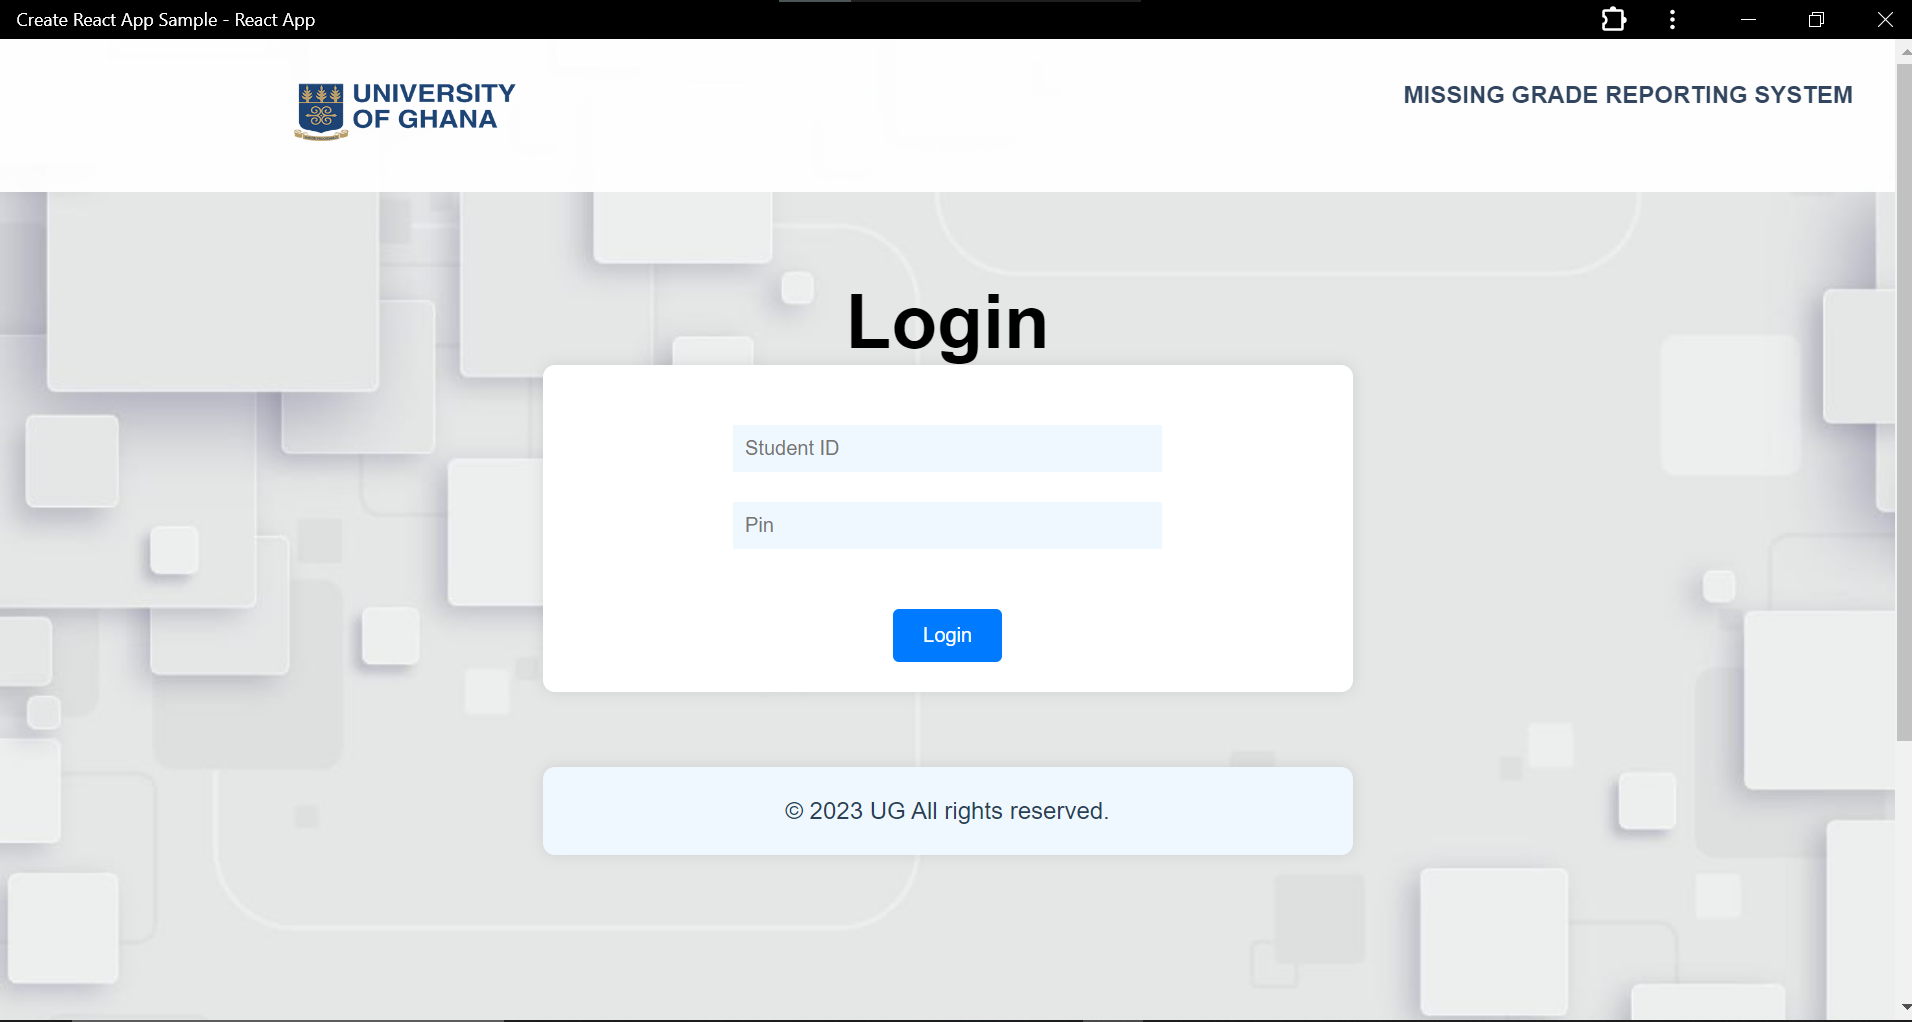 Create React App Sample - React App
UNIVERSITY
OF GHANA
MISSING GRADE REPORTING SYSTEM
Login
Student ID
Pin
Login
© 2023 UG All rights reserved.